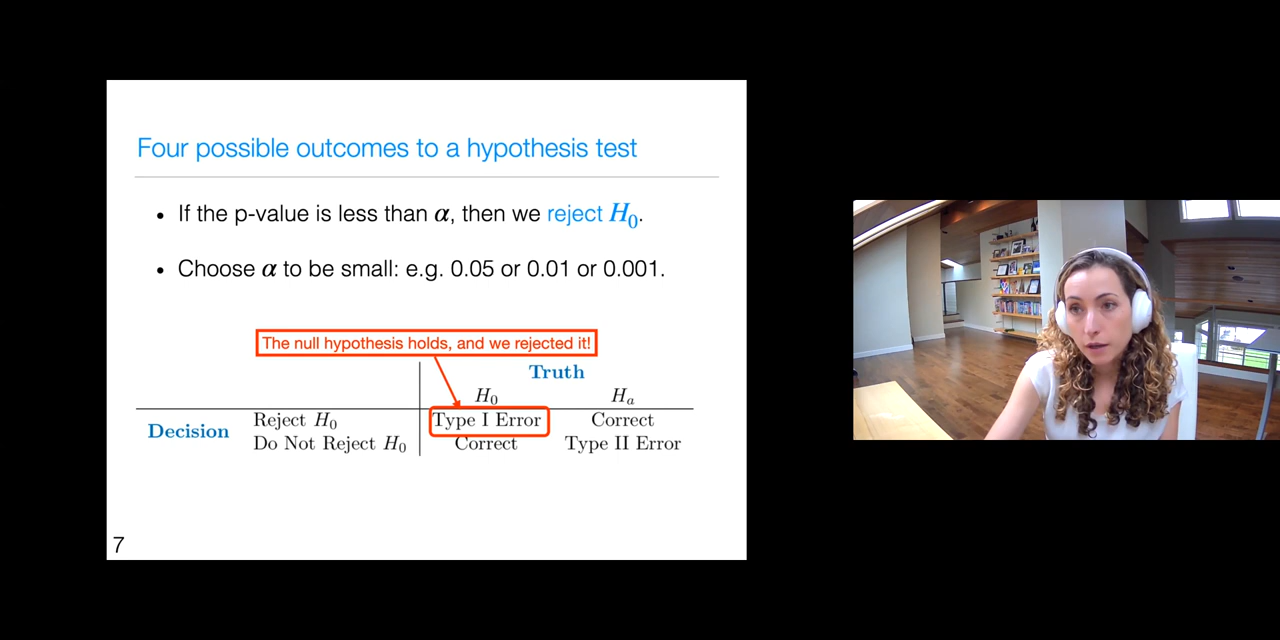 Four possible outcomes to a hypothesis test
• If the p-value is less than α, then we reject H₀.
• Choose α to be small: e.g. 0.05 or 0.01 or 0.001.
The null hypothesis holds, and we rejected it!
Truth
H₀ Hₐ
Decision
Reject H₀ Type I Error Correct
Do Not Reject H₀ Correct Type II Error
7